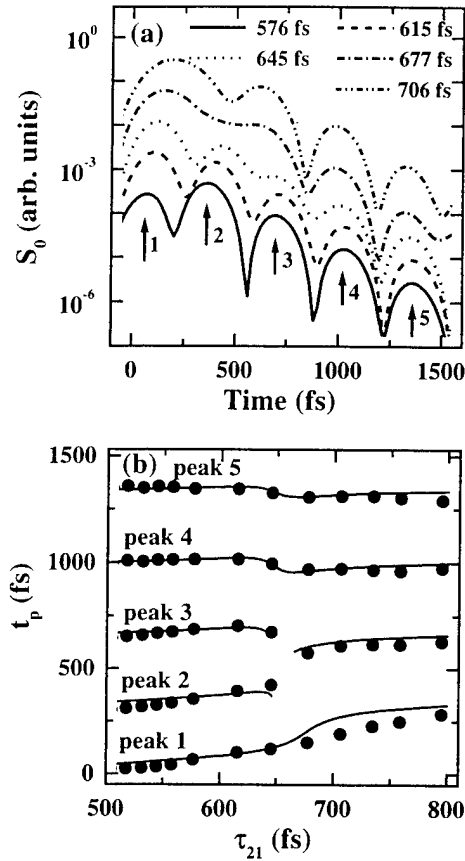 (a)
576 fs
615 fs
645 fs
677 fs
706 fs
10^0
10^-3
10^-6
S_0 (arb. units)
1
2
3
4
5
0
500
1000
1500
Time (fs)
(b)
peak 5
peak 4
peak 3
peak 2
peak 1
1500
1000
500
0
t_p (fs)
500
600
700
800
τ_21 (fs)